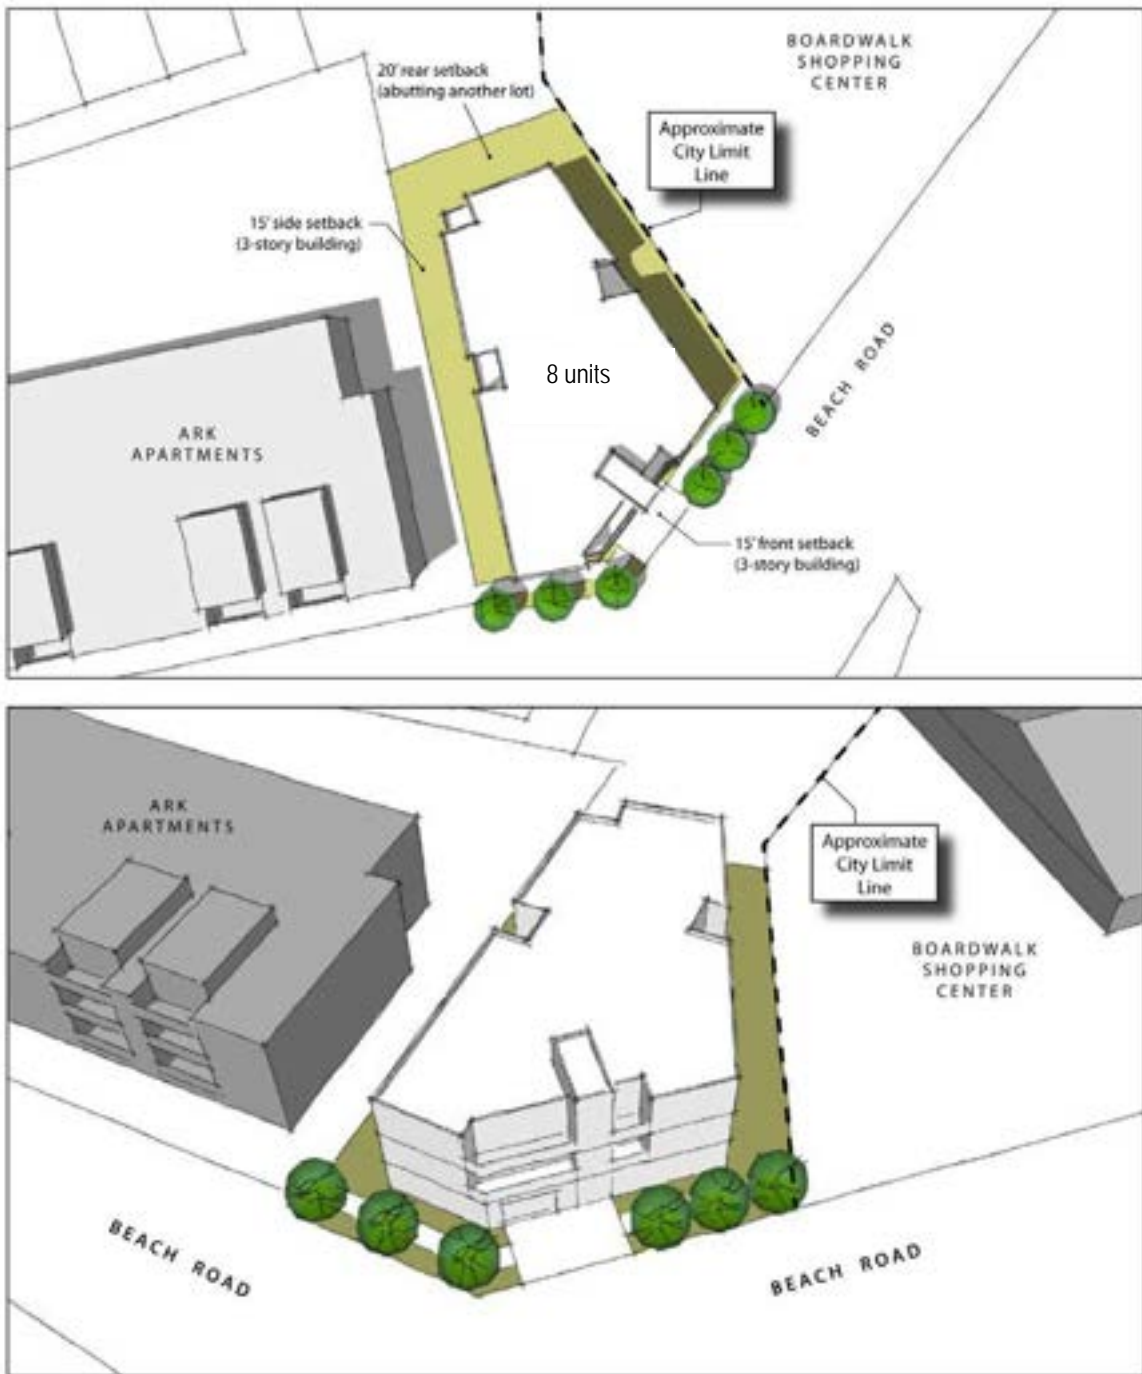 BOARDWALK
SHOPPING
CENTER
20' rear setback
(abutting another lot)
Approximate
City Limit
Line
15' side setback
(3-story building)
8 units
BEACH ROAD
ARK
APARTMENTS
15' front setback
(3-story building)
ARK
APARTMENTS
Approximate
City Limit
Line
BOARDWALK
SHOPPING
CENTER
BEACH ROAD
BEACH ROAD